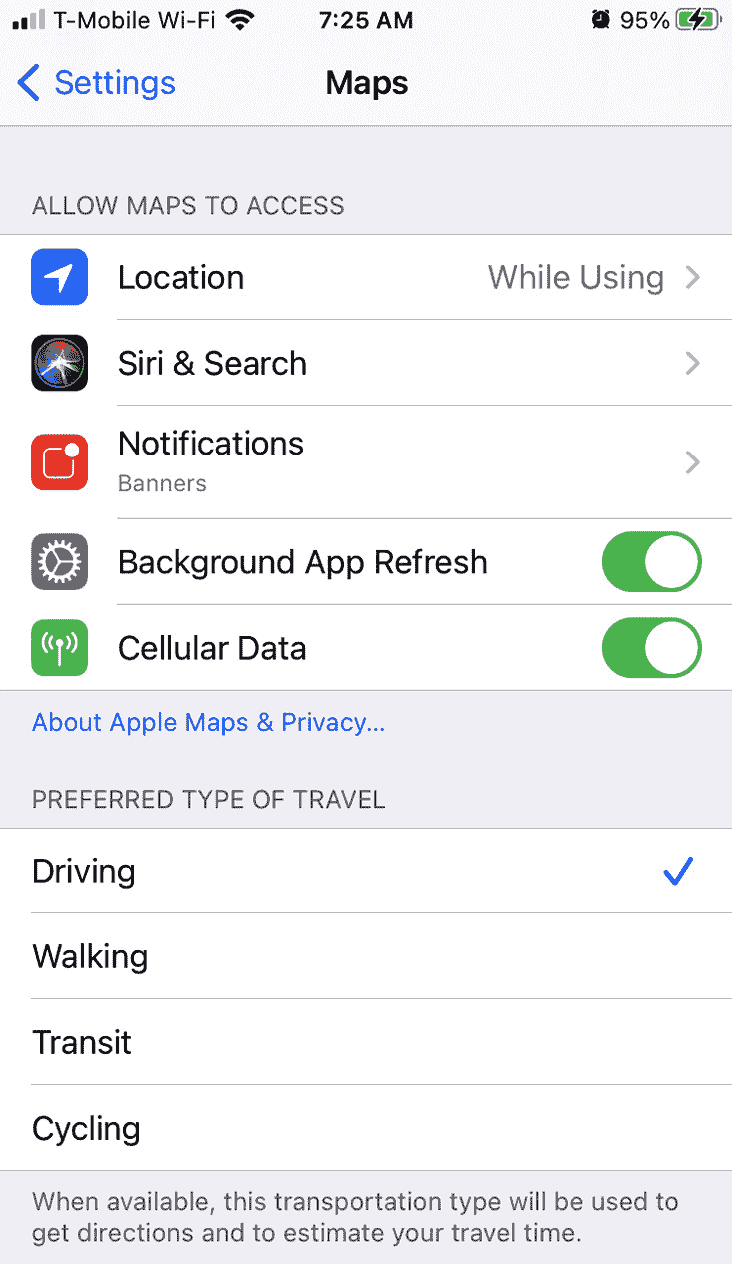 T-Mobile Wi-Fi 7:25 AM 95%
Settings Maps
ALLOW MAPS TO ACCESS
Location While Using
Siri & Search
Notifications
Banners
Background App Refresh
Cellular Data
About Apple Maps & Privacy...
PREFERRED TYPE OF TRAVEL
Driving
Walking
Transit
Cycling
When available, this transportation type will be used to
get directions and to estimate your travel time.